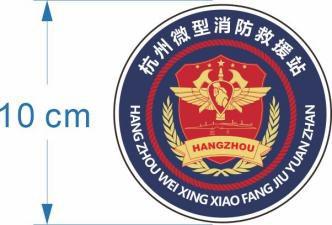 10 cm
杭州微型消防救援站
HANGZHOU
HANG ZHOU WEI XING XIAO FANG JIU YUAN ZHAN